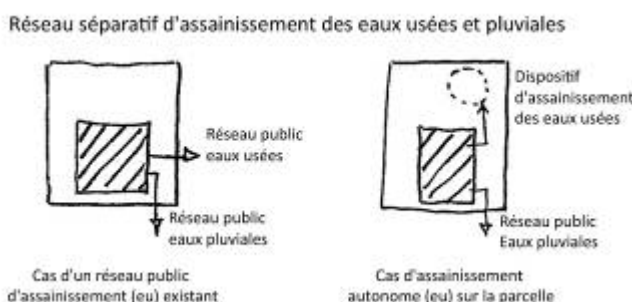 Réseau séparatif d'assainissement des eaux usées et pluviales
Réseau public
eaux usées
Réseau public
eaux pluviales
Cas d'un réseau public
d'assainissement (eu) existant
Dispositif
d'assainissement
des eaux usées
Réseau public
Eaux pluviales
Cas d'assainissement
autonome (eu) sur la parcelle